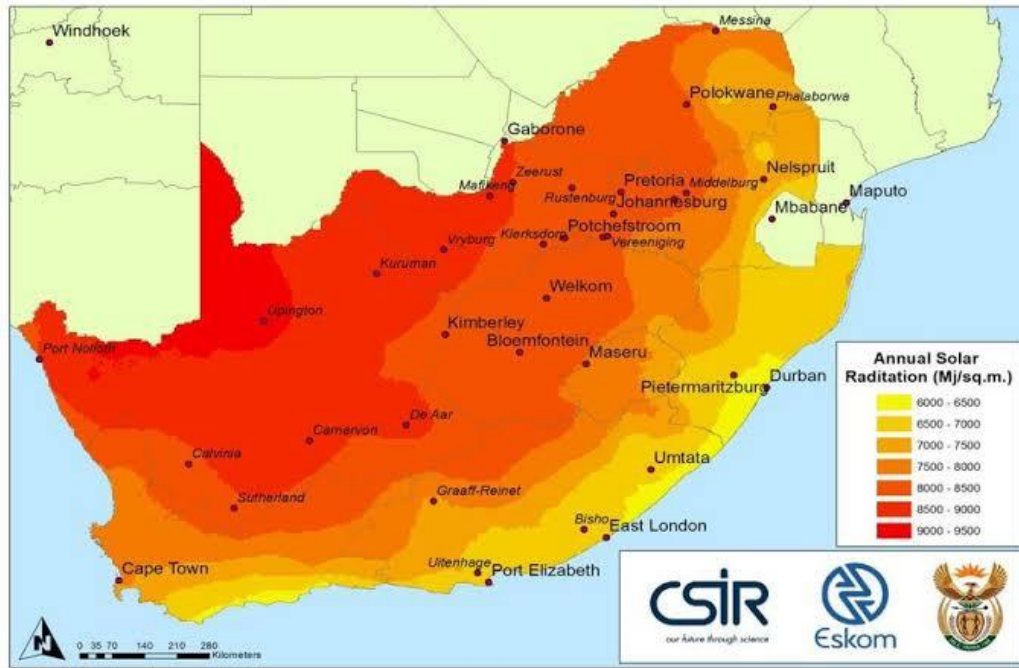 Windhoek
Messina
Polokwane
Phalaborwa
Gaborone
Zeerust
Mafikeng
Nelspruit
Pretoria
Middelburg
Rustenburg
Johannesburg
Maputo
Mbabane
Potchefstroom
Klerksdorp
Vereeniging
Vryburg
Kuruman
Welkom
Upington
Kimberley
Bloemfontein
Maseru
Port Nolloth
Annual Solar
Raditation (Mj/sq.m.)
6000 - 6500
6500 - 7000
7000 - 7500
7500 - 8000
8000 - 8500
8500 - 9000
9000 - 9500
Pietermaritzburg
Durban
De Aar
Carnarvon
Calvinia
Umtata
Sutherland
Graaff-Reinet
Bisho
East London
Uitenhage
Port Elizabeth
Cape Town
N
0 35 70 140 210 280
Kilometers
CSIR
our future through science
Eskom